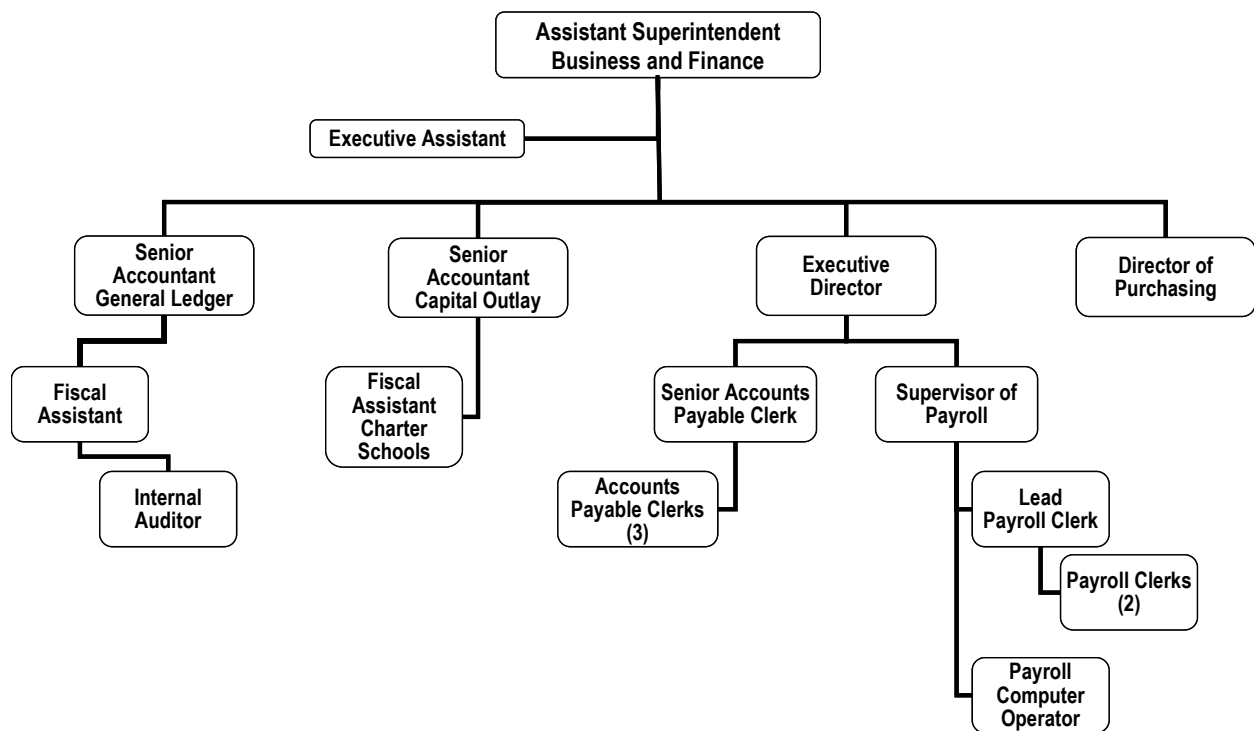 Assistant Superintendent
Business and Finance
Executive Assistant
Senior
Accountant
General Ledger
Senior
Accountant
Capital Outlay
Executive
Director
Director of
Purchasing
Fiscal
Assistant
Fiscal
Assistant
Charter
Schools
Senior Accounts
Payable Clerk
Supervisor of
Payroll
Internal
Auditor
Accounts
Payable Clerks
(3)
Lead
Payroll Clerk
Payroll Clerks
(2)
Payroll
Computer
Operator